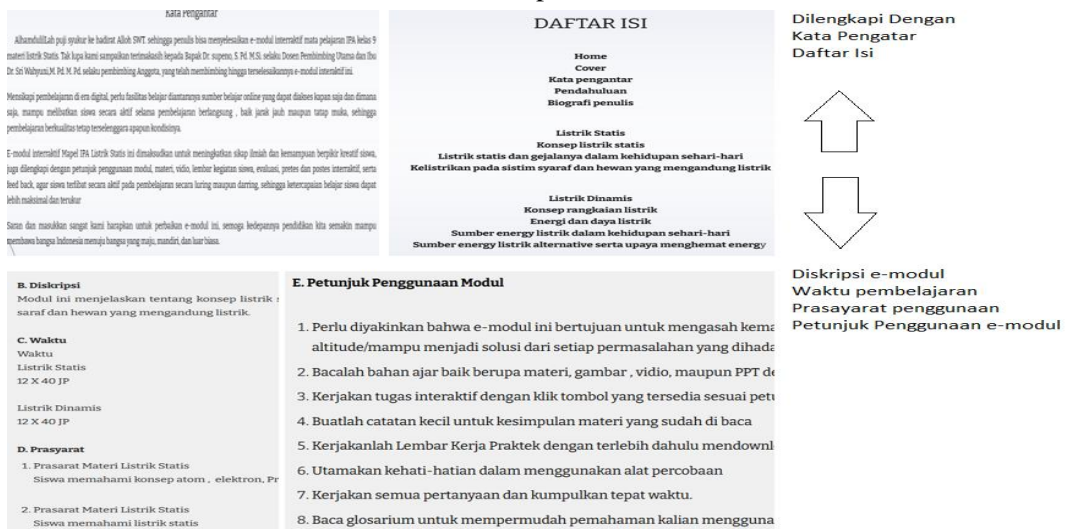 Kata Pengantar
AlhamduliLah puji syukur ke hadirat Alloh SWT. sehingga penulis bisa menyelesaikan e-modul interraktif mata pelajaran IPA kelas 9
materi listrik Statis. Tak lupa kami sampaikan terimakasih kepada Bapak Dr. supeno, S. Pd. M.Si. selaku Dosen Pembimbing Utama dan Ibu
Dr. Sri Wahyuni,M. Pd. M. Pd. selaku pembimbing Anggota, yang telah membimbing hingga terselesaikannya e-modul interaktif ini.
Mensikapi pembelajaran di era digital, perlu fasilitas belajar diantaranya sumber belajar online yang dapat diakses kapan saja dan dimana
saja, mampu melibatkan siswa secara aktif selama pembelajaran berlangsung , baik jarak jauh maupun tatap muka, sehingga
pembelajaran berkualitas tetap terselenggara apapun kondisinya.
E-modul interraktif Mapel IPA Listrik Statis ini dimaksudkan untuk meningkatkan sikap ilmiah dan kemampuan berpikir kreatif siswa,
juga dilengkapi dengan petunjuk penggunaan modul, materi, vidio, lembar kegiatan siswa, evaluasi, pretes dan postes interraktif, serta
feed back, agar siswa terlibat secara aktif pada pembelajaran secara luring maupun darring, sehingga ketercapaian belajar siswa dapat
lebih maksimal dan terukur
Saran dan masukkan sangat kami harapkan untuk perbaikan e-modul ini, semoga kedepannya pendidikan kita semakin mampu
membawa bangsa Indonesia menuju bangsa yang maju, mandiri, dan luar biasa.
DAFTAR ISI
Home
Cover
Kata pengantar
Pendahuluan
Biografi penulis
Listrik Statis
Konsep listrik statis
Listrik statis dan gejalanya dalam kehidupan sehari-hari
Kelistrikan pada sistim syaraf dan hewan yang mengandung listrik
Listrik Dinamis
Konsep rangkaian listrik
Energi dan daya listrik
Sumber energy listrik dalam kehidupan sehari-hari
Sumber energy listrik alternative serta upaya menghemat energy
Dilengkapi Dengan
Kata Pengatar
Daftar Isi
B. Diskripsi
Modul ini menjelaskan tentang konsep listrik
saraf dan hewan yang mengandung listrik.
C. Waktu
Waktu
Listrik Statis
12 X 40 JP
Listrik Dinamis
12 X 40 JP
D. Prasyarat
1. Prasarat Materi Listrik Statis
Siswa memahami konsep atom , elektron, Pr
2. Prasarat Materi Listrik Statis
Siswa memahami listrik statis
E. Petunjuk Penggunaan Modul
1. Perlu diyakinkan bahwa e-modul ini bertujuan untuk mengasah kema
altitude/mampu menjadi solusi dari setiap permasalahan yang dihada
2. Bacalah bahan ajar baik berupa materi, gambar , vidio, maupun PPT de
3. Kerjakan tugas interaktif dengan klik tombol yang tersedia sesuai petu
4. Buatlah catatan kecil untuk kesimpulan materi yang sudah di baca
5. Kerjakanlah Lembar Kerja Praktek dengan terlebih dahulu mendownl
6. Utamakan kehati-hatian dalam menggunakan alat percobaan
7. Kerjakan semua pertanyaan dan kumpulkan tepat waktu.
8. Baca glosarium untuk mempermudah pemahaman kalian mengguna
Diskripsi e-modul
Waktu pembelajaran
Prasayarat penggunaan
Petunjuk Penggunaan e-modul